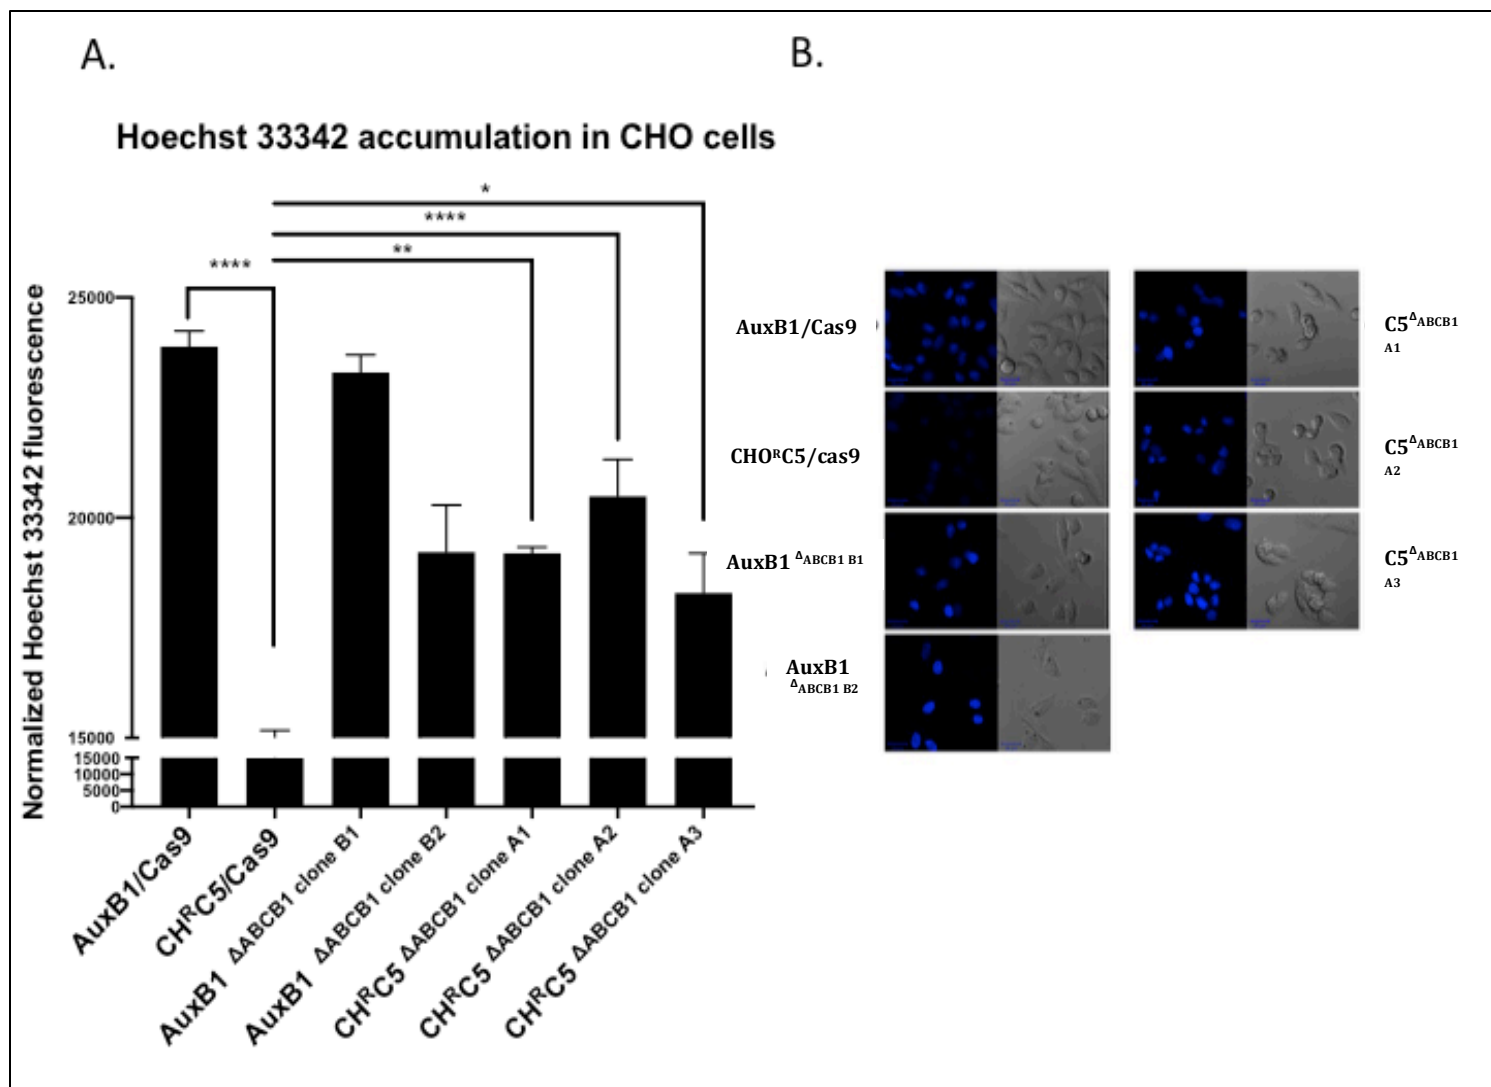 A.
B.
Hoechst 33342 accumulation in CHO cells
*
****
**
****
Normalized Hoechst 33342 fluorescence
25000
20000
15000
15000
10000
5000
0
AuxB1/Cas9
CHᴿC5/Cas9
AuxB1 ΔABCB1 clone B1
AuxB1 ΔABCB1 clone B2
CHᴿC5 ΔABCB1 clone A1
CHᴿC5 ΔABCB1 clone A2
CHᴿC5 ΔABCB1 clone A3
AuxB1/Cas9
CHOᴿC5/cas9
AuxB1 ΔABCB1 B1
AuxB1
ΔABCB1 B2
C5ΔABCB1
A1
C5ΔABCB1
A2
C5ΔABCB1
A3